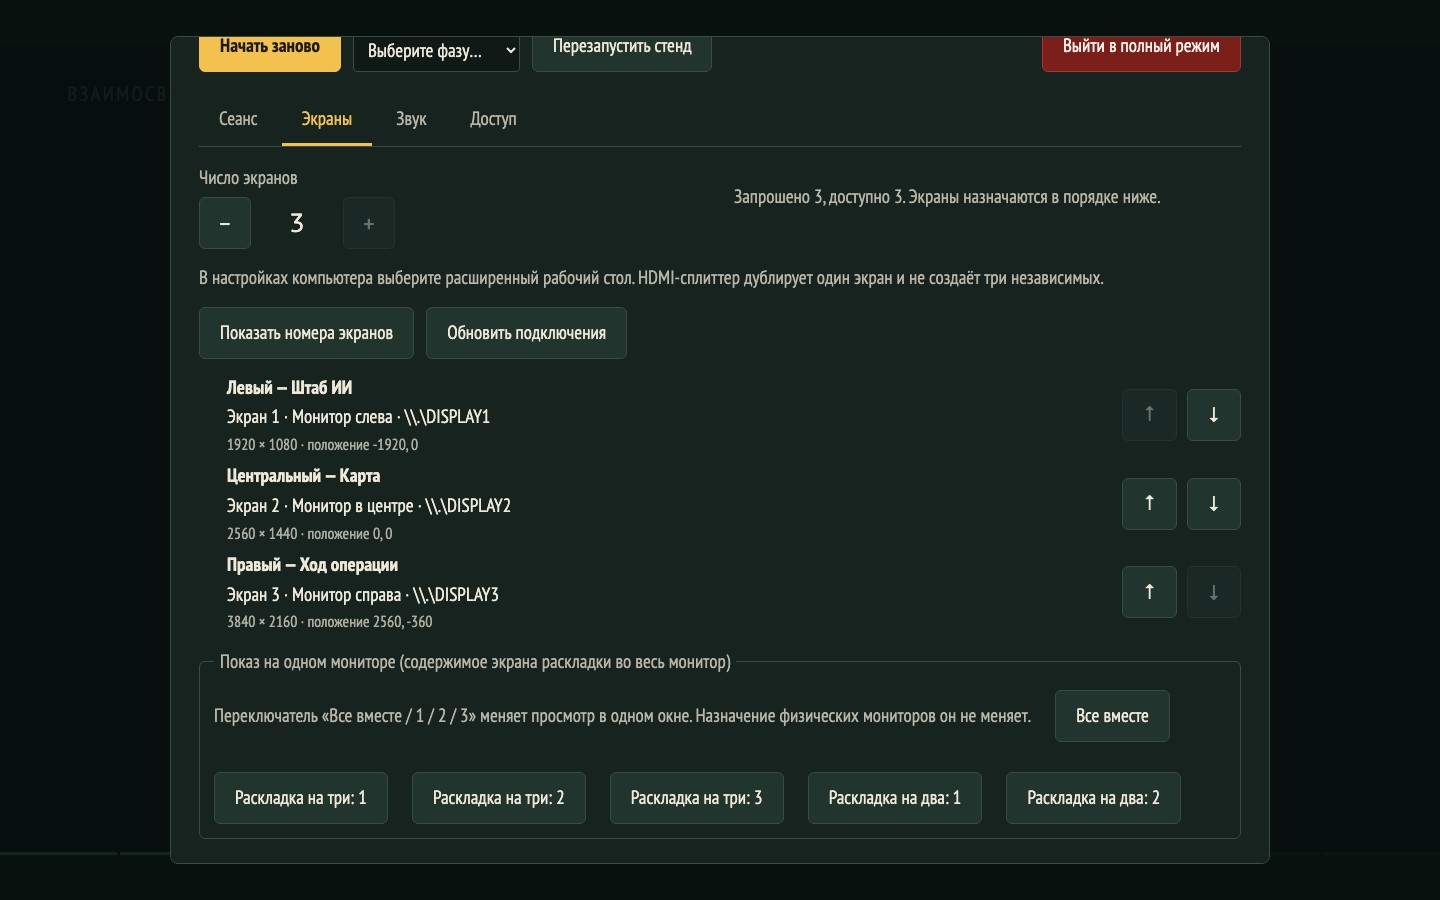 Начать заново
Выберите фазу...
Перезапустить стенд
Выйти в полный режим
ВЗАИМОСВ
Сеанс
Экраны
Звук
Доступ
Число экранов
Запрошено 3, доступно 3. Экраны назначаются в порядке ниже.
− 3 +
В настройках компьютера выберите расширенный рабочий стол. HDMI-сплиттер дублирует один экран и не создаёт три независимых.
Показать номера экранов
Обновить подключения
Левый — Штаб ИИ
Экран 1 · Монитор слева · \\.\DISPLAY1
1920 × 1080 · положение -1920, 0
↑ ↓
Центральный — Карта
Экран 2 · Монитор в центре · \\.\DISPLAY2
2560 × 1440 · положение 0, 0
↑ ↓
Правый — Ход операции
Экран 3 · Монитор справа · \\.\DISPLAY3
3840 × 2160 · положение 2560, -360
↑ ↓
Показ на одном мониторе (содержимое экрана раскладки во весь монитор)
Переключатель «Все вместе / 1 / 2 / 3» меняет просмотр в одном окне. Назначение физических мониторов он не меняет.
Все вместе
Раскладка на три: 1
Раскладка на три: 2
Раскладка на три: 3
Раскладка на два: 1
Раскладка на два: 2